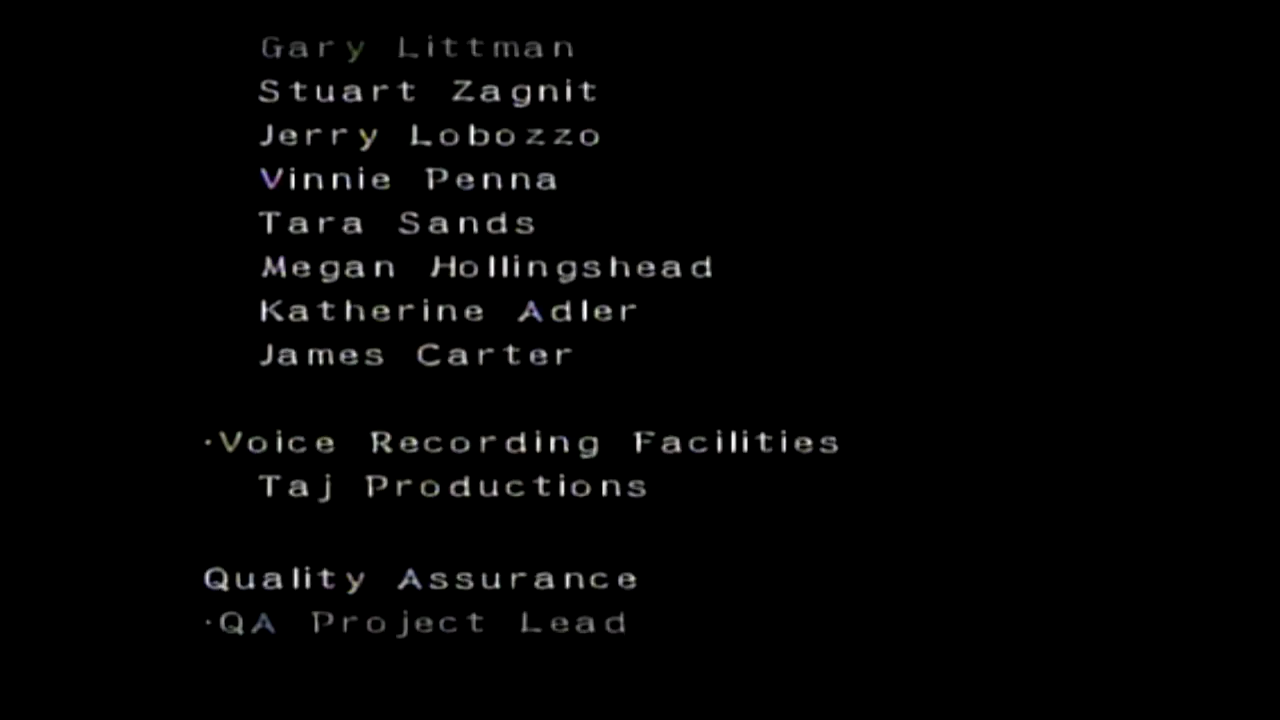 Gary Littman
Stuart Zagnit
Jerry Lobozzo
Vinnie Penna
Tara Sands
Megan Hollingshead
Katherine Adler
James Carter
·Voice Recording Facilities
Taj Productions
Quality Assurance
·QA Project Lead